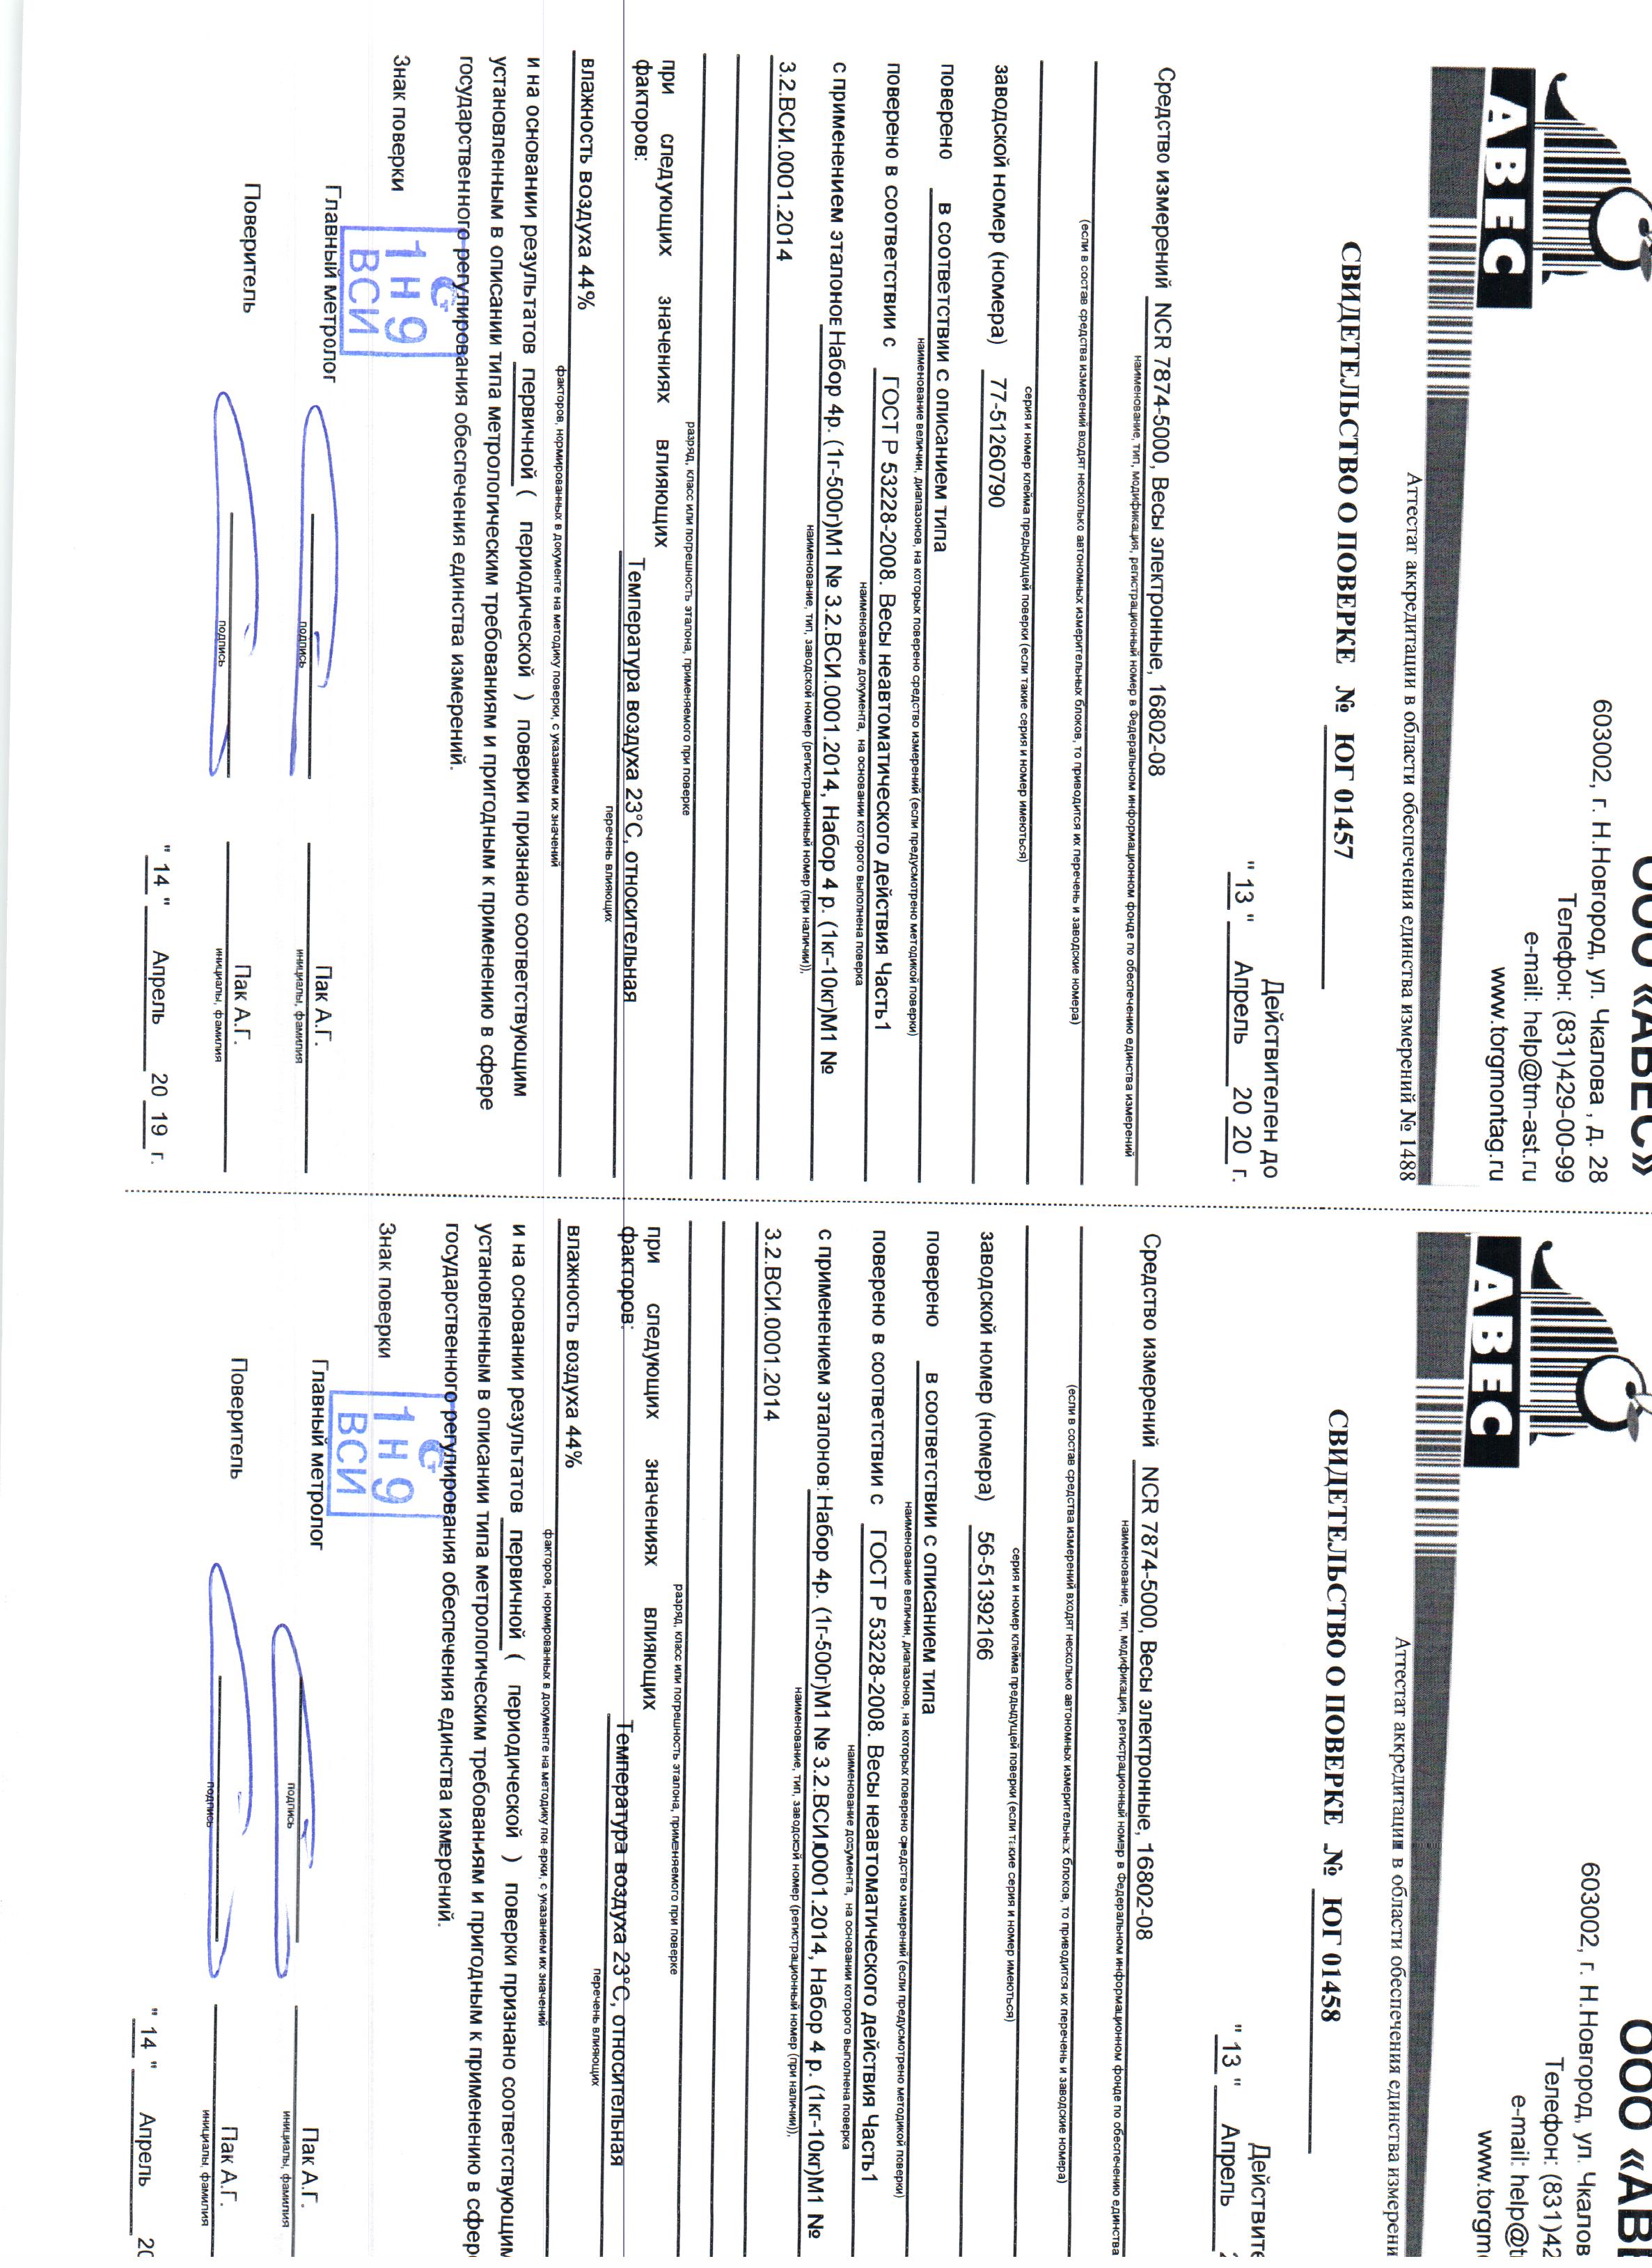 ООО «АВЕС»
603002, г. Н.Новгород, ул. Чкалова , д. 28
Телефон: (831)429-00-99
e-mail: help@tm-ast.ru
www.torgmontag.ru
АВЕС
Аттестат аккредитации в области обеспечения единства измерений № 1488
СВИДЕТЕЛЬСТВО О ПОВЕРКЕ № ЮГ 01457
Действителен до
" 13 " Апрель 20 20 г.
Средство измерений NCR 7874-5000, Весы электронные, 16802-08
наименование, тип, модификация, регистрационный номер в Федеральном информационном фонде по обеспечению единства измерений
(если в состав средства измерений входят несколько автономных измерительных блоков, то приводится их перечень и заводские номера)
серия и номер клейма предыдущей поверки (если такие серия и номер имеються)
заводской номер (номера) 77-51260790
поверено в соответствии с описанием типа
наименование величин, диапазонов, на которых поверено средство измерений (если предусмотрено методикой поверки)
поверено в соответствии с ГОСТ Р 53228-2008. Весы неавтоматического действия Часть1
наименование документа, на основании которого выполнена поверка
с применением эталонов Набор 4р. (1г-500г)М1 № 3.2.ВСИ.0001.2014, Набор 4 р. (1кг-10кг)М1 №
наименование, тип, заводской номер (регистрационный номер (при наличии)),
3.2.ВСИ.0001.2014
разряд, класс или погрешность эталона, применяемого при поверке
при следующих значениях влияющих
факторов: Температура воздуха 23°C, относительная
перечень влияющих
влажность воздуха 44%
факторов, нормированных в документе на методику поверки, с указанием их значений
и на основании результатов первичной ( периодической ) поверки признано соответствующим
установленным в описании типа метрологическим требованиям и пригодным к применению в сфере
государственного регулирования обеспечения единства измерений.
Знак поверки
1 Н 9
ВСИ
Главный метролог Пак А.Г.
подпись инициалы, фамилия
Поверитель Пак А.Г.
подпись инициалы, фамилия
" 14 " Апрель 20 19 г.
ООО «АВЕ
603002, г. Н.Новгород, ул. Чкалов
Телефон: (831)42
e-mail: help@t
www.torgm
АВЕС
Аттестат аккредитации в области обеспечения единства измерени
СВИДЕТЕЛЬСТВО О ПОВЕРКЕ № ЮГ 01458
Действите
" 13 " Апрель 2
Средство измерений NCR 7874-5000, Весы электронные, 16802-08
наименование, тип, модификация, регистрационный номер в Федеральном информационном фонде по обеспечению единства
(если в состав средства измерений входят несколько автономных измерительных блоков, то приводится их перечень и заводские номера)
серия и номер клейма предыдущей поверки (если такие серия и номер имеються)
заводской номер (номера) 56-51392166
поверено в соответствии с описанием типа
наименование величин, диапазонов, на которых поверено средство измерений (если предусмотрено методикой поверки)
поверено в соответствии с ГОСТ Р 53228-2008. Весы неавтоматического действия Часть1
наименование документа, на основании которого выполнена поверка
с применением эталонов: Набор 4р. (1г-500г)М1 № 3.2.ВСИ.0001.2014, Набор 4 р. (1кг-10кг)М1 №
наименование, тип, заводской номер (регистрационный номер (при наличии)),
3.2.ВСИ.0001.2014
разряд, класс или погрешность эталона, применяемого при поверке
при следующих значениях влияющих
факторов: Температура воздуха 23°C, относительная
перечень влияющих
влажность воздуха 44%
факторов, нормированных в документе на методику поверки, с указанием их значений
и на основании результатов первичной ( периодической ) поверки признано соответствующим
установленным в описании типа метрологическим требованиям и пригодным к применению в сфере
государственного регулирования обеспечения единства измерений.
Знак поверки
1 Н 9
ВСИ
Главный метролог Пак А.Г.
подпись инициалы, фамилия
Поверитель Пак А.Г.
подпись инициалы, фамилия
" 14 " Апрель 20